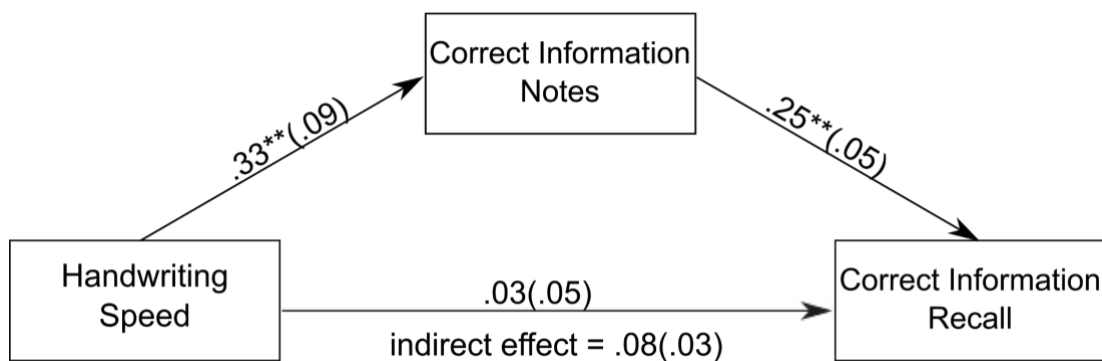 Correct Information
Notes
.33**(.09)
.25**(.05)
Handwriting
Speed
.03(.05)
indirect effect = .08(.03)
Correct Information
Recall